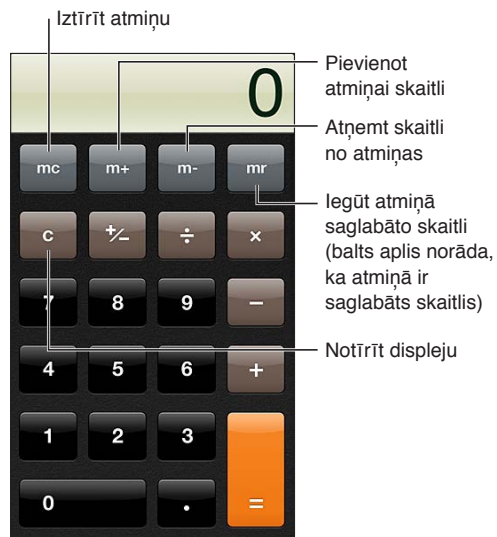 Iztīrīt atmiņu
0
Pievienot
atmiņai skaitli
Atņemt skaitli
no atmiņas
mc m+ m- mr
Iegūt atmiņā
saglabāto skaitli
(balts aplis norāda,
ka atmiņā ir
saglabāts skaitlis)
c +/- ÷ ×
7 8 9 −
Notīrīt displeju
4 5 6 +
1 2 3
0 . =